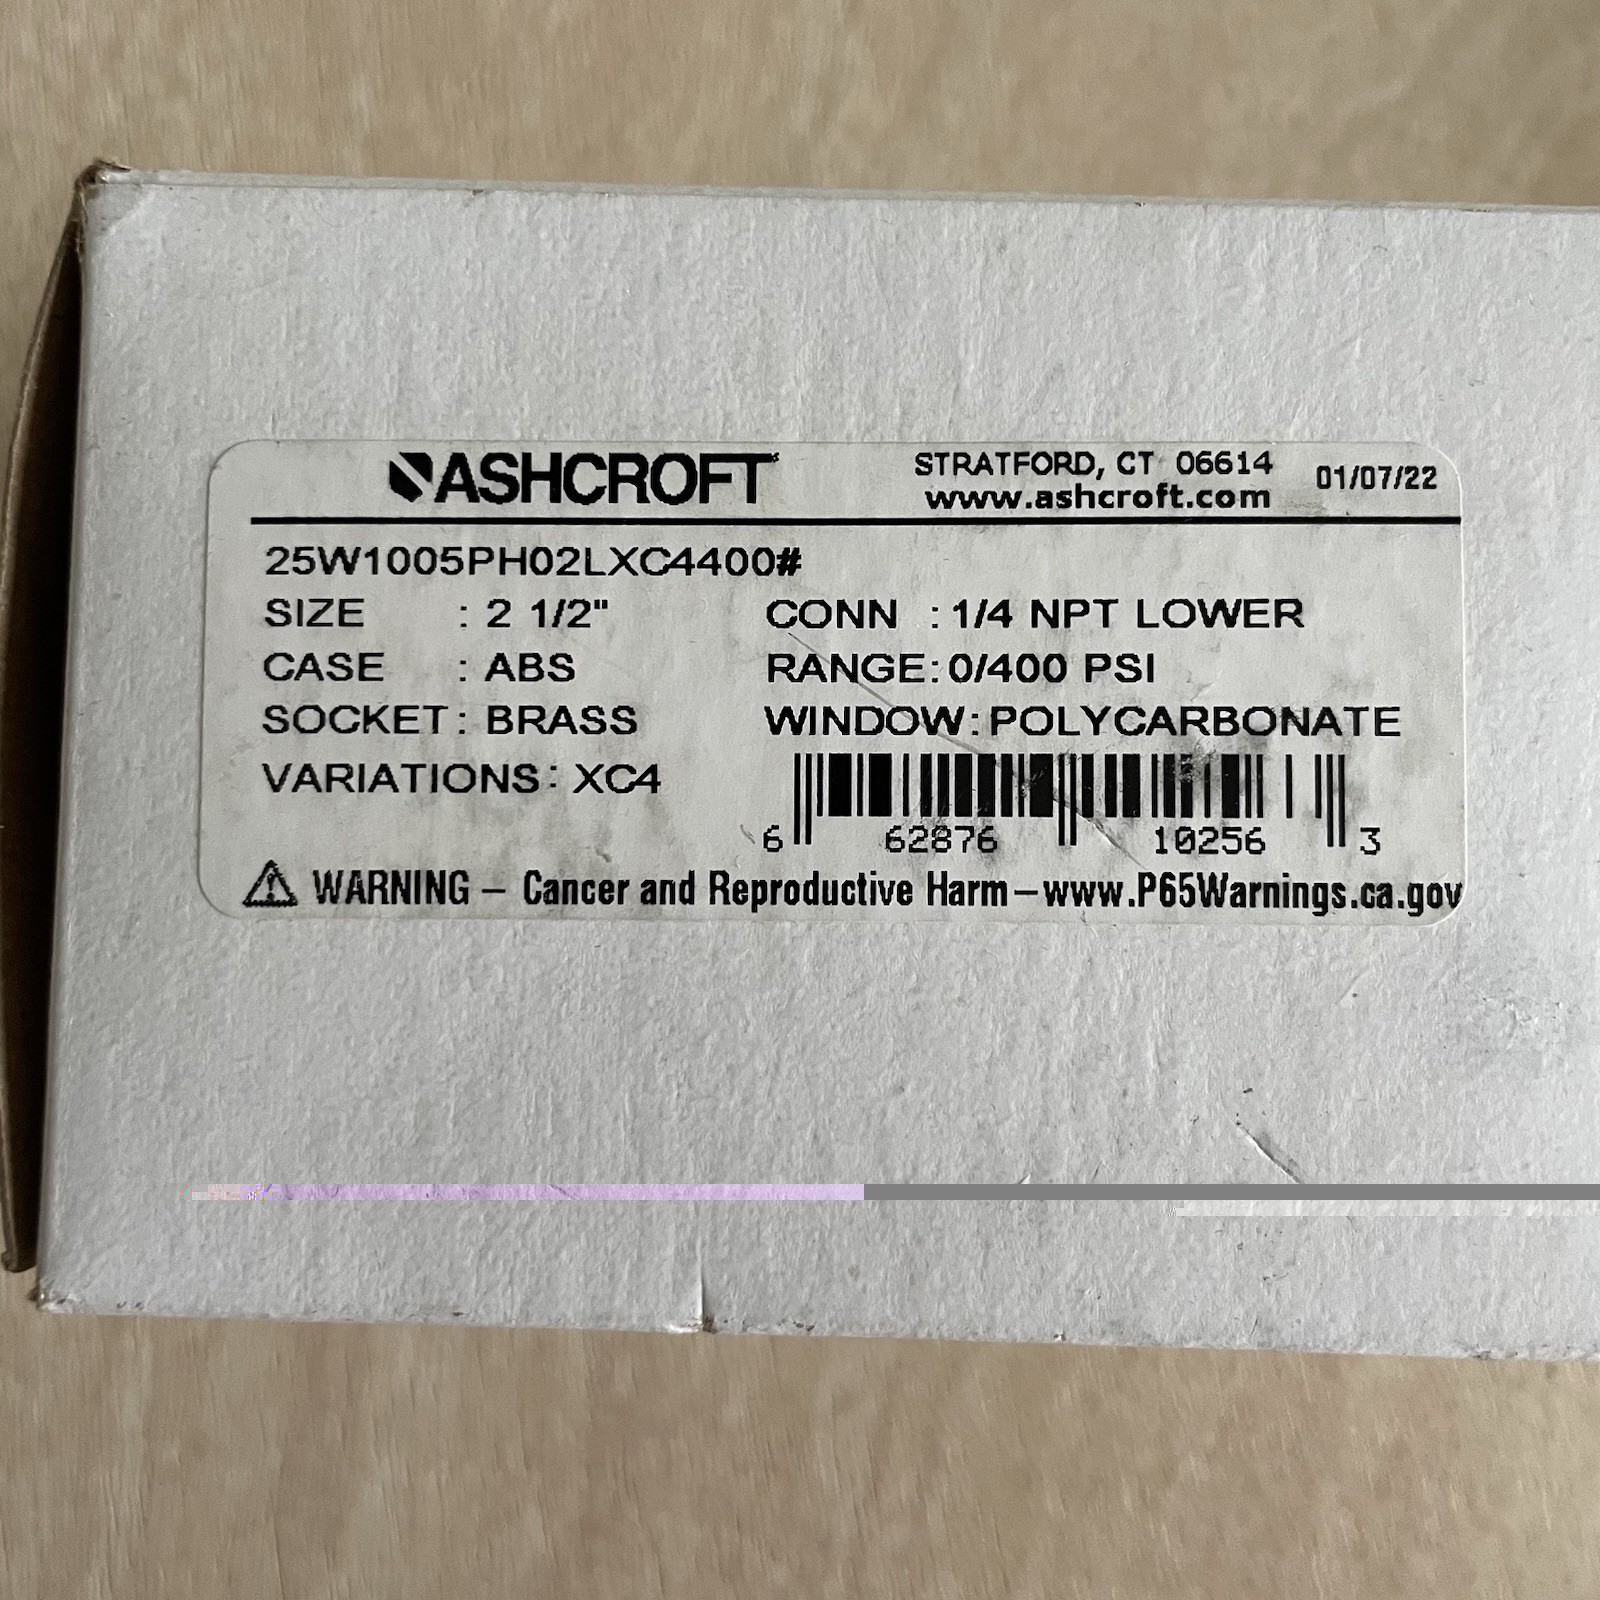 ASHCROFT
STRATFORD, CT 06614
www.ashcroft.com
01/07/22
25W1005PH02LXC4400#
SIZE : 2 1/2" CONN : 1/4 NPT LOWER
CASE : ABS RANGE: 0/400 PSI
SOCKET: BRASS WINDOW: POLYCARBONATE
VARIATIONS: XC4
6 62876 10256 3
WARNING – Cancer and Reproductive Harm – www.P65Warnings.ca.gov